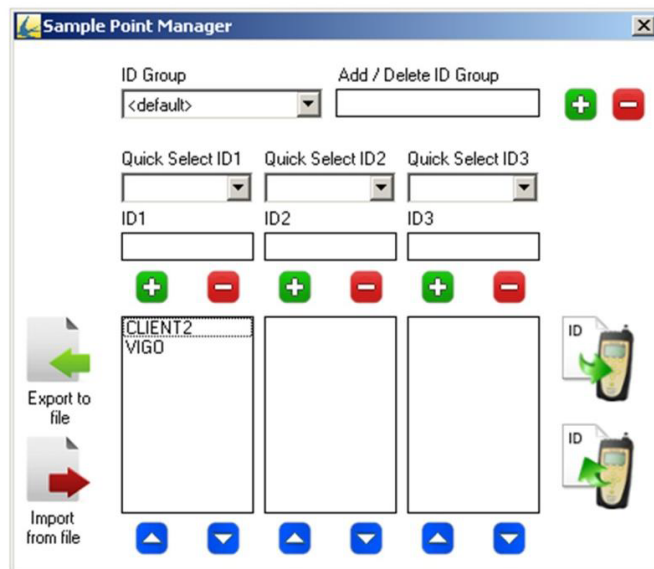 Sample Point Manager
ID Group
Add / Delete ID Group
<default>
Quick Select ID1
Quick Select ID2
Quick Select ID3
ID1
ID2
ID3
CLIENT2
VIGO
Export to
file
Import
from file
ID
ID